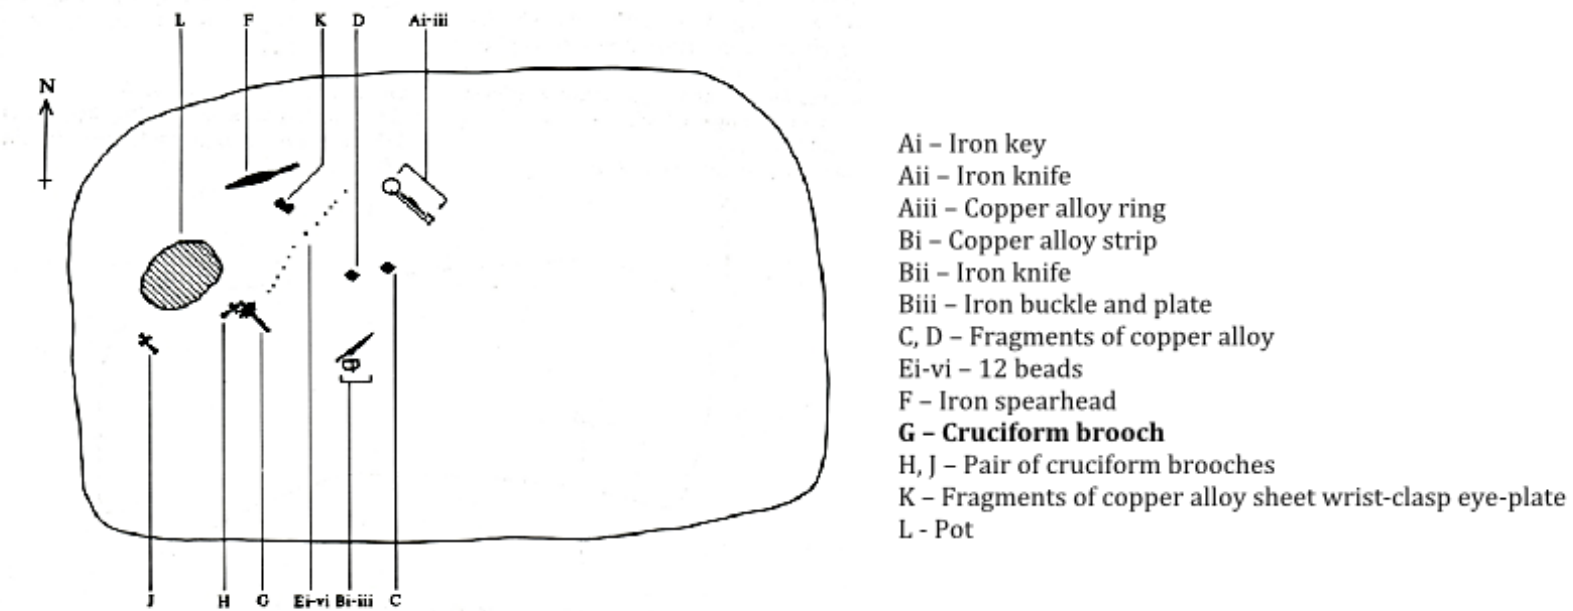 L F K D Ai-iii
N
Ai – Iron key
Aii – Iron knife
Aiii – Copper alloy ring
Bi – Copper alloy strip
Bii – Iron knife
Biii – Iron buckle and plate
C, D – Fragments of copper alloy
Ei-vi – 12 beads
F – Iron spearhead
G – Cruciform brooch
H, J – Pair of cruciform brooches
K – Fragments of copper alloy sheet wrist-clasp eye-plate
L - Pot
J H G Ei-vi Bi-iii C